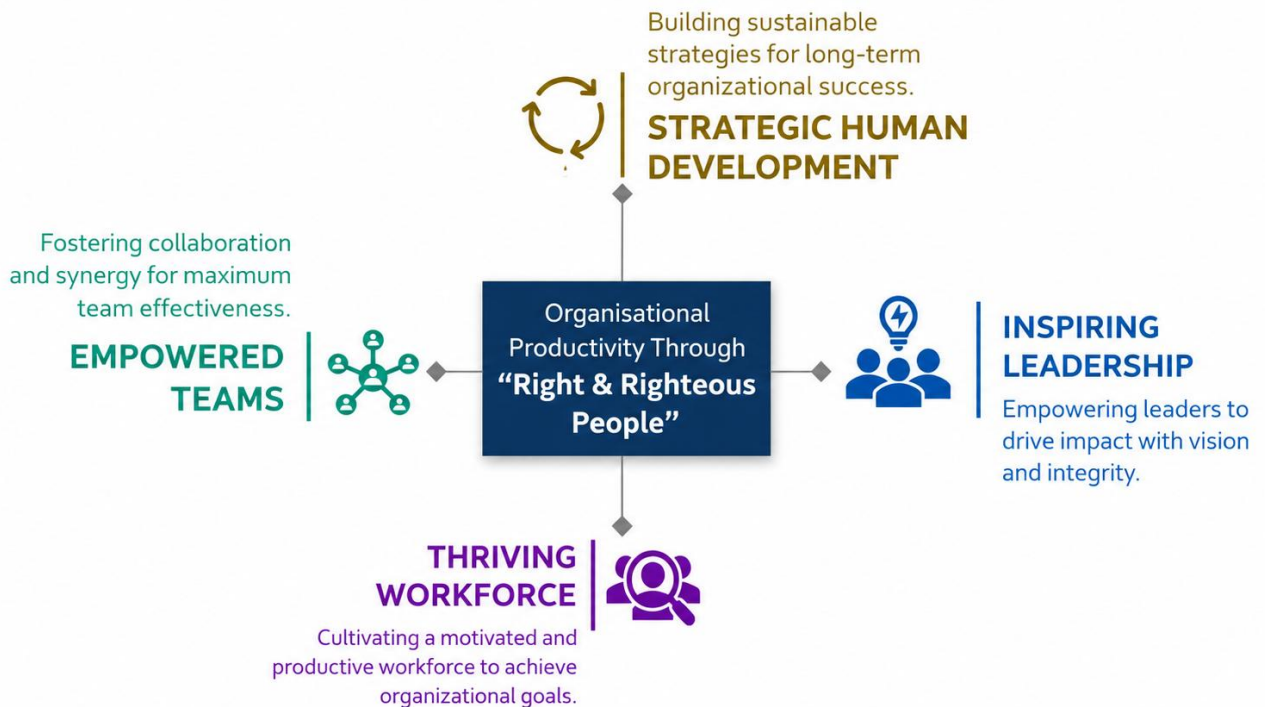 Building sustainable
strategies for long-term
organizational success.
STRATEGIC HUMAN
DEVELOPMENT
Fostering collaboration
and synergy for maximum
team effectiveness.
EMPOWERED
TEAMS
Organisational
Productivity Through
“Right & Righteous
People”
INSPIRING
LEADERSHIP
Empowering leaders to
drive impact with vision
and integrity.
THRIVING
WORKFORCE
Cultivating a motivated and
productive workforce to achieve
organizational goals.